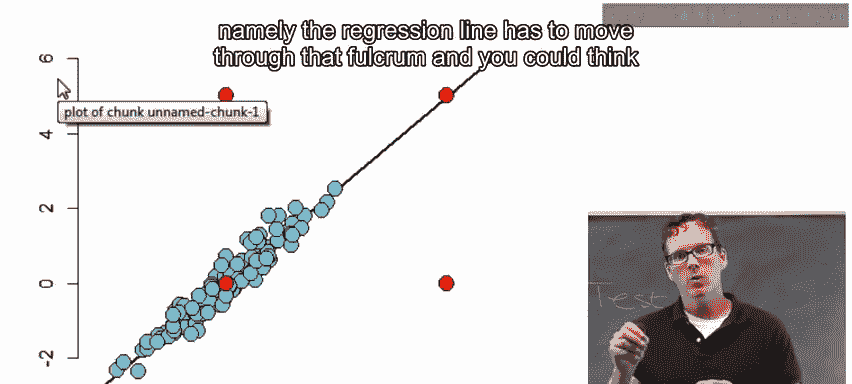 namely the regression line has to move
through that fulcrum and you could think
6
plot of chunk unnamed-chunk-1
4
2
0
-2
Test